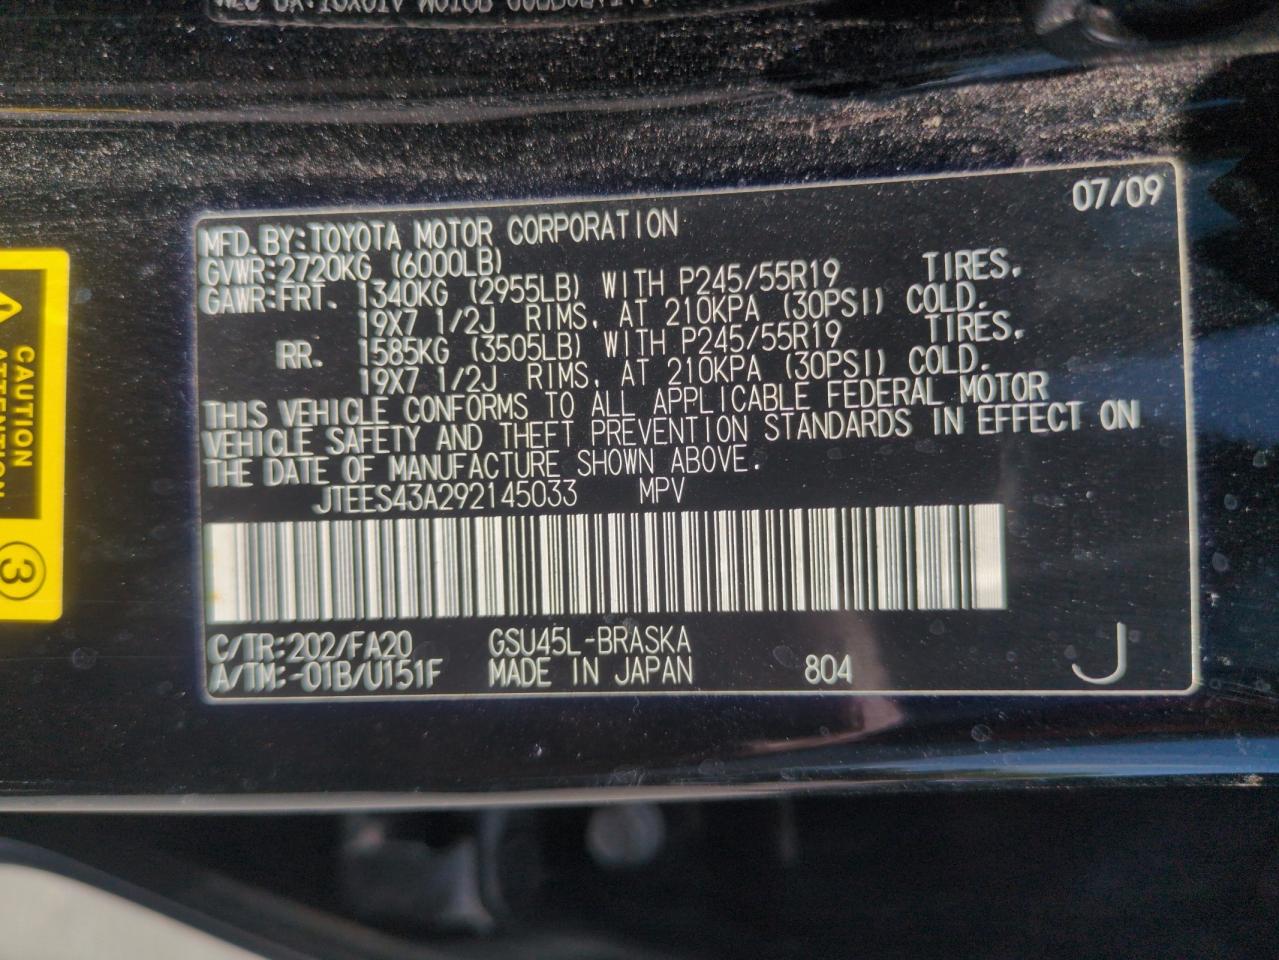 07/09
MFD.BY:TOYOTA MOTOR CORPORATION
GVWR:2720KG (6000LB)
GAWR:FRT. 1340KG (2955LB) WITH P245/55R19 TIRES,
19X7 1/2J RIMS, AT 210KPA (30PSI) COLD.
RR. 1585KG (3505LB) WITH P245/55R19 TIRES,
19X7 1/2J RIMS, AT 210KPA (30PSI) COLD.
THIS VEHICLE CONFORMS TO ALL APPLICABLE FEDERAL MOTOR
VEHICLE SAFETY AND THEFT PREVENTION STANDARDS IN EFFECT ON
THE DATE OF MANUFACTURE SHOWN ABOVE.
JTEES43A292145033 MPV
C/TR:202/FA20 GSU45L-BRASKA
A/TM:-01B/U151F MADE IN JAPAN 804 J
CAUTION
ATTENTION
3